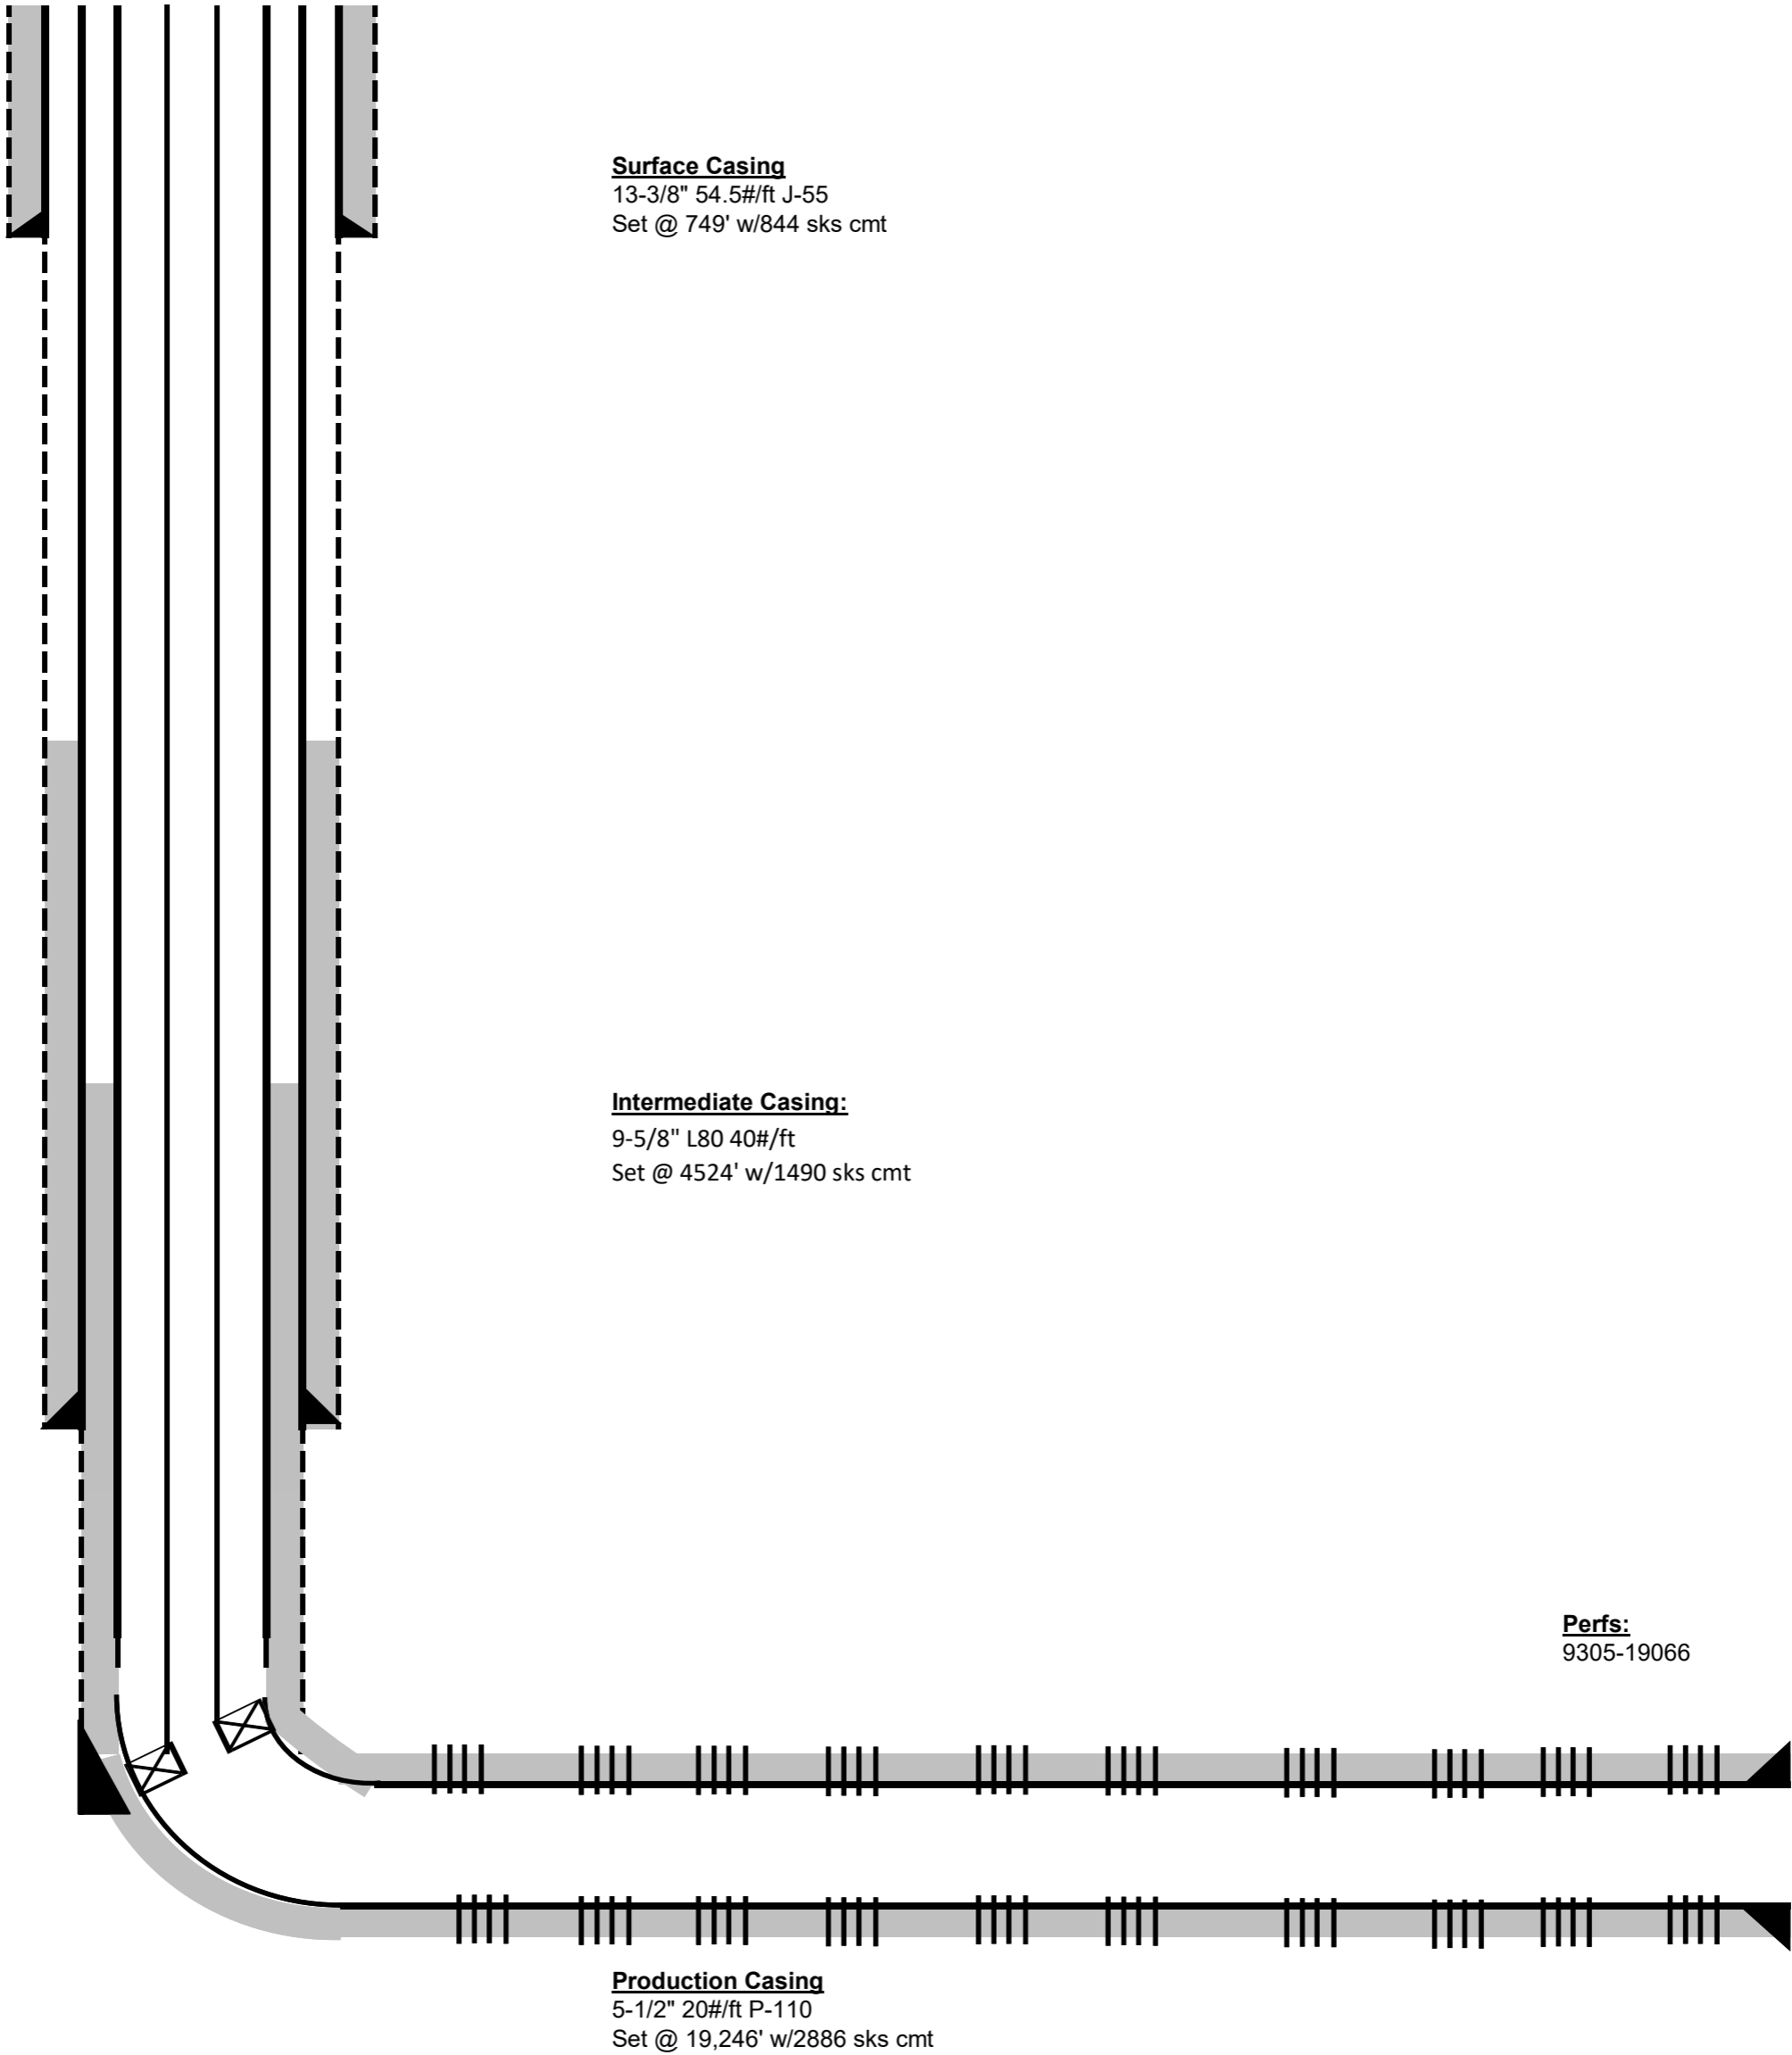 Surface Casing
13-3/8" 54.5#/ft J-55
Set @ 749' w/844 sks cmt
Intermediate Casing:
9-5/8" L80 40#/ft
Set @ 4524' w/1490 sks cmt
Perfs:
9305-19066
Production Casing
5-1/2" 20#/ft P-110
Set @ 19,246' w/2886 sks cmt